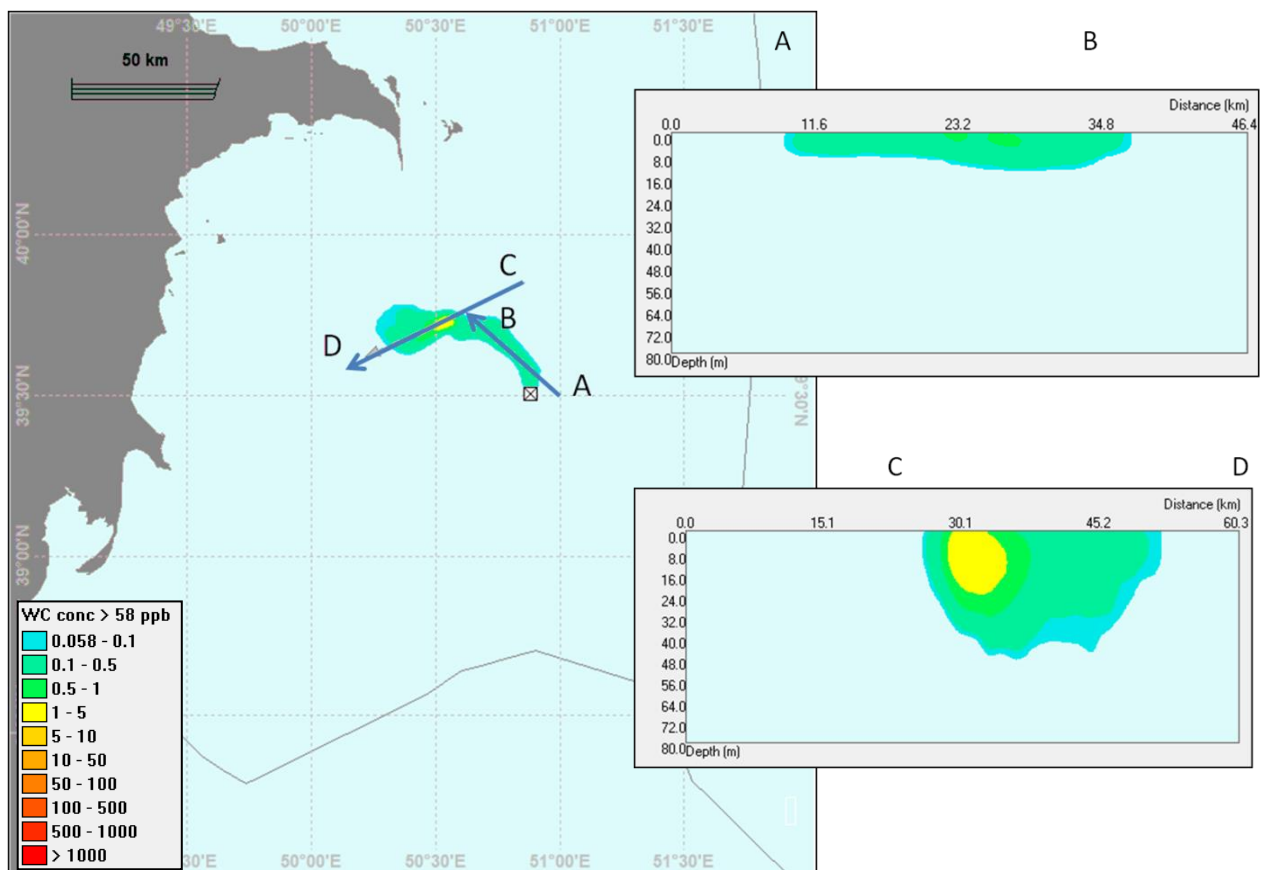 49°30'E 50°00'E 50°30'E 51°00'E 51°30'E
50 km
40°00'N
39°30'N
39°00'N
9°30'N
C
B
D
A
WC conc > 58 ppb
0.058 - 0.1
0.1 - 0.5
0.5 - 1
1 - 5
5 - 10
10 - 50
50 - 100
100 - 500
500 - 1000
> 1000
30'E 50°00'E 50°30'E 51°00'E 51°30'E
A B
Distance (km)
0.0 11.6 23.2 34.8 46.4
0.0
8.0
16.0
24.0
32.0
40.0
48.0
56.0
64.0
72.0
80.0 Depth (m)
C D
Distance (km)
0.0 15.1 30.1 45.2 60.3
0.0
8.0
16.0
24.0
32.0
40.0
48.0
56.0
64.0
72.0
80.0 Depth (m)